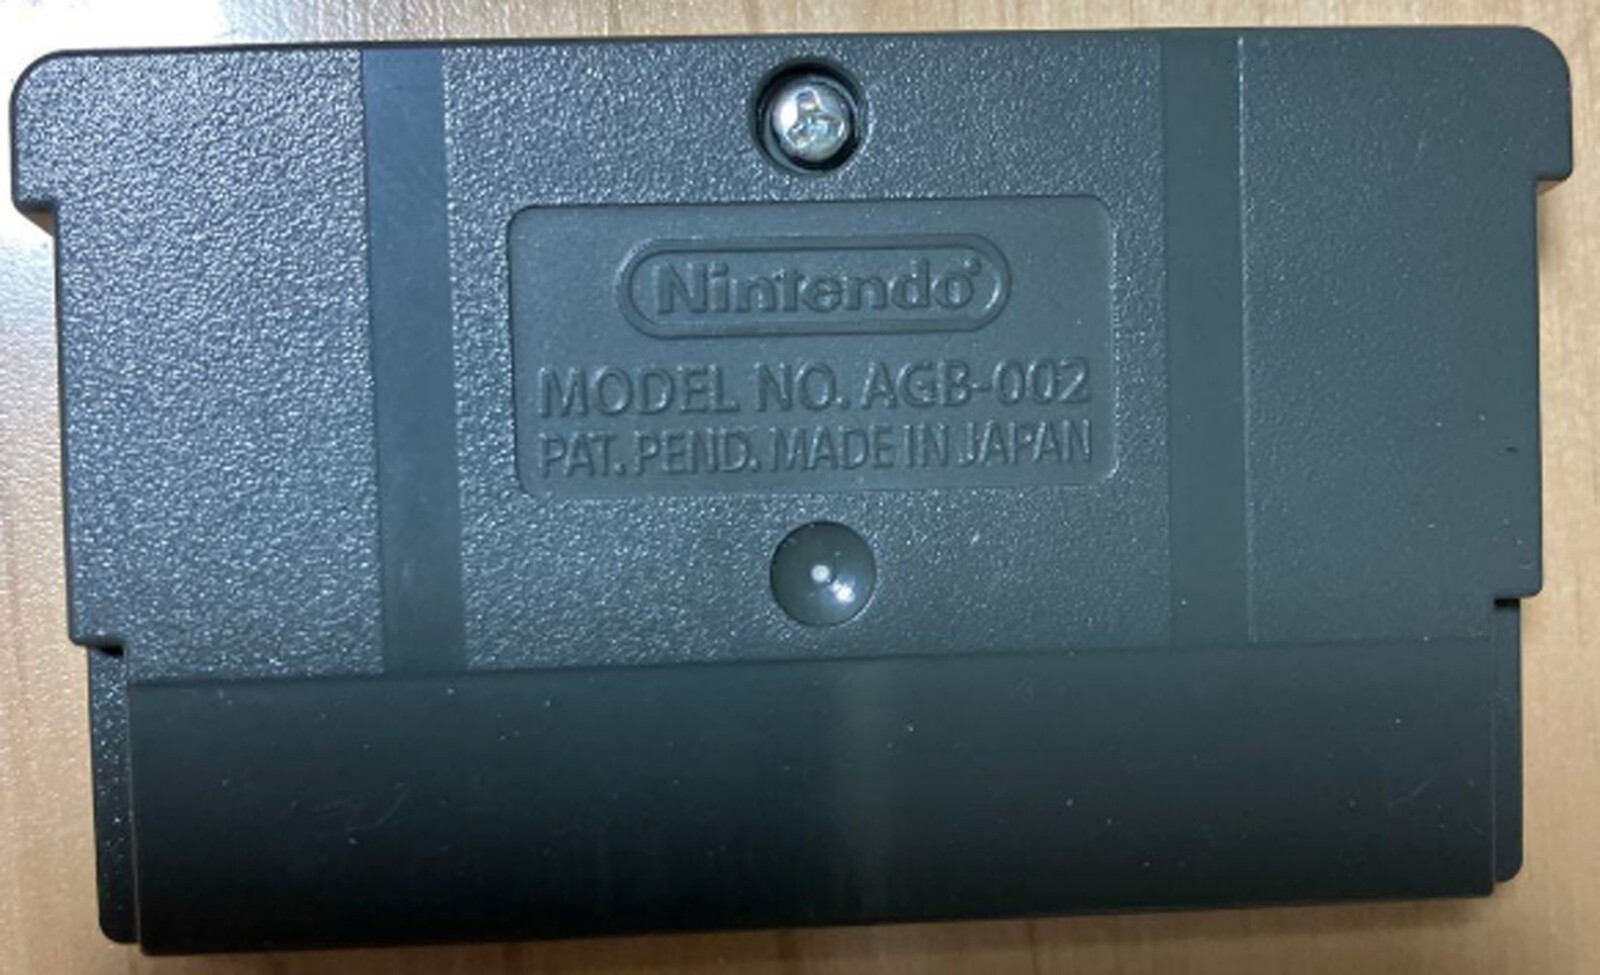 Nintendo
MODEL NO. AGB-002
PAT. PEND. MADE IN JAPAN